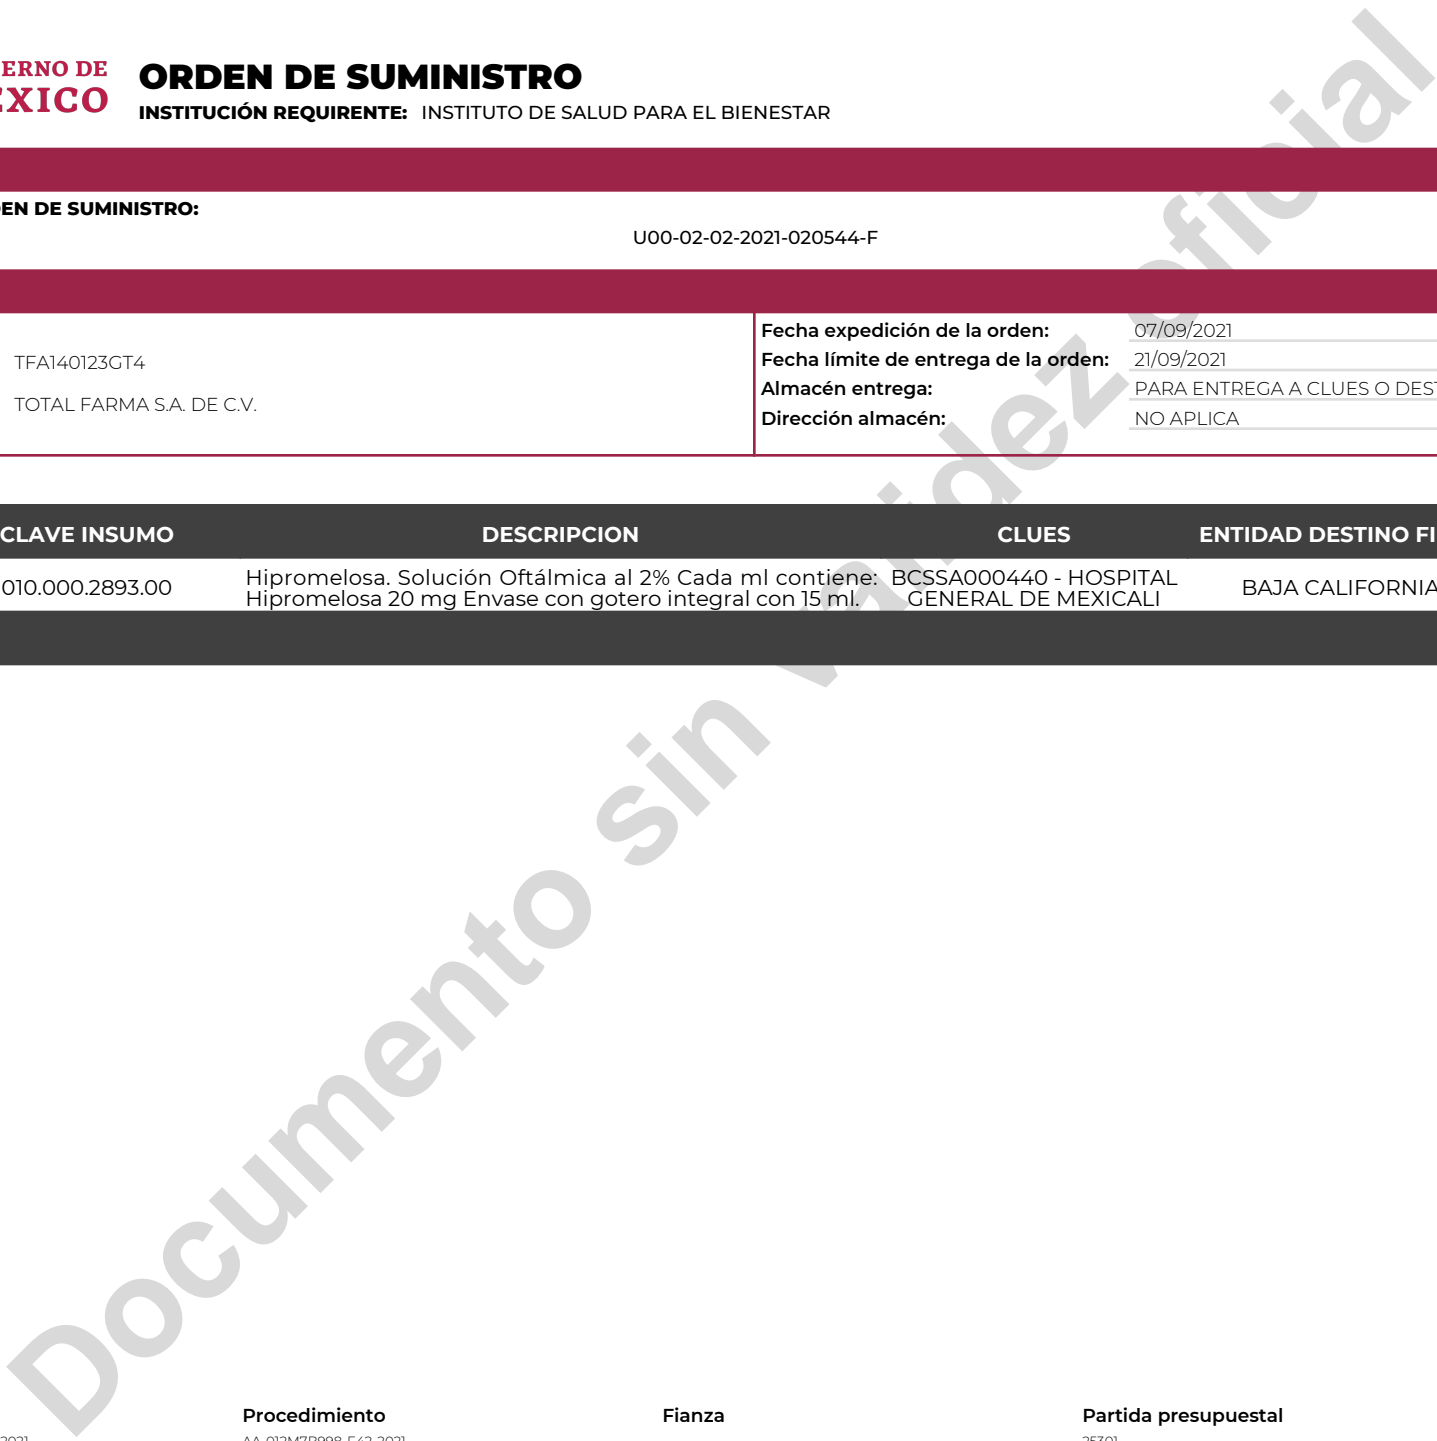 ERNO DE
EXICO
ORDEN DE SUMINISTRO
INSTITUCIÓN REQUIRENTE: INSTITUTO DE SALUD PARA EL BIENESTAR
EN DE SUMINISTRO:
U00-02-02-2021-020544-F
TFA140123GT4
TOTAL FARMA S.A. DE C.V.
Fecha expedición de la orden: 07/09/2021
Fecha límite de entrega de la orden: 21/09/2021
Almacén entrega: PARA ENTREGA A CLUES O DEST
Dirección almacén: NO APLICA
CLAVE INSUMO DESCRIPCION CLUES ENTIDAD DESTINO FI
010.000.2893.00 Hipromelosa. Solución Oftálmica al 2% Cada ml contiene: BCSSA000440 - HOSPITAL BAJA CALIFORNIA
Hipromelosa 20 mg Envase con gotero integral con 15 ml. GENERAL DE MEXICALI
Documento sin validez oficial
Procedimiento Fianza Partida presupuestal